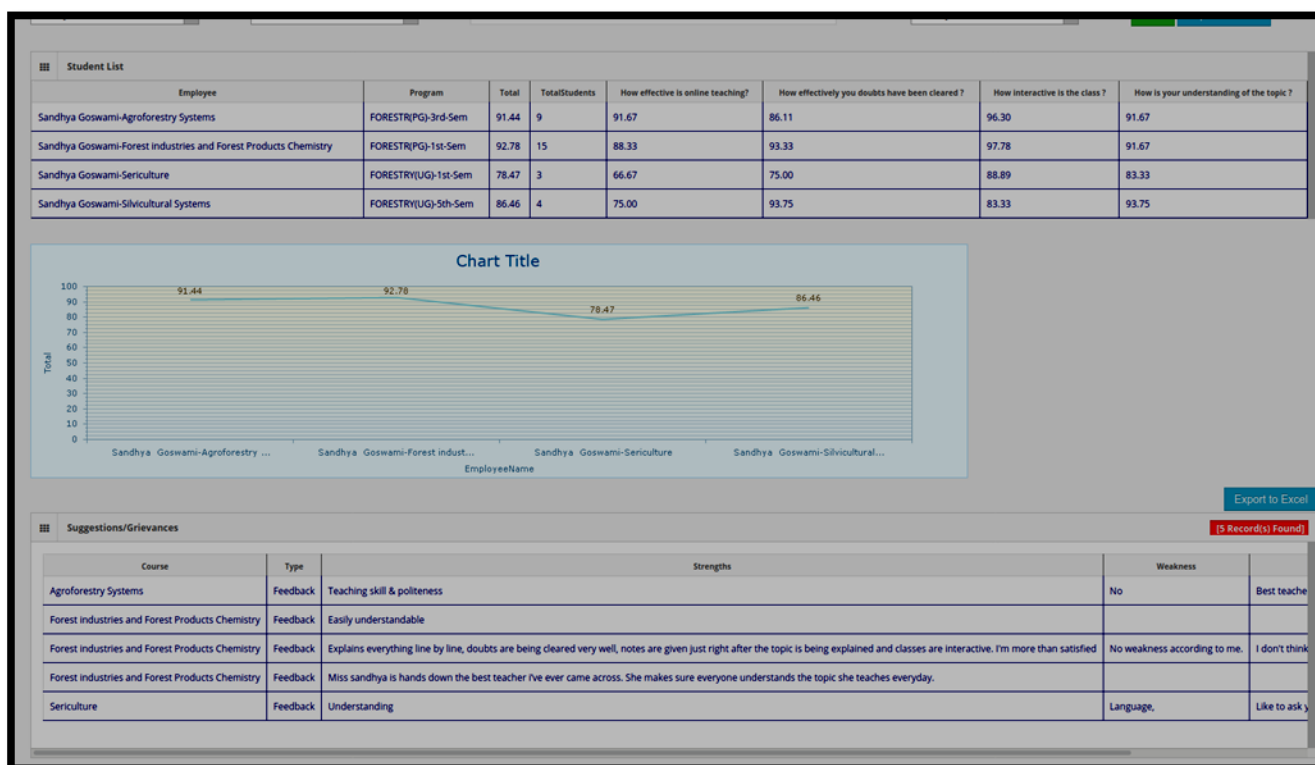 Student List
Employee Program Total TotalStudents How effective is online teaching? How effectively you doubts have been cleared ? How interactive is the class ? How is your understanding of the topic ?
Sandhya Goswami-Agroforestry Systems FORESTR(PG)-3rd-Sem 91.44 9 91.67 86.11 96.30 91.67
Sandhya Goswami-Forest industries and Forest Products Chemistry FORESTR(PG)-1st-Sem 92.78 15 88.33 93.33 97.78 91.67
Sandhya Goswami-Sericulture FORESTRY(UG)-1st-Sem 78.47 3 66.67 75.00 88.89 83.33
Sandhya Goswami-Silvicultural Systems FORESTRY(UG)-5th-Sem 86.46 4 75.00 93.75 83.33 93.75
Chart Title
100
90
80
70
60
50
40
30
20
10
0
Total
91.44 92.78 78.47 86.46
Sandhya Goswami-Agroforestry ... Sandhya Goswami-Forest indust... Sandhya Goswami-Sericulture Sandhya Goswami-Silvicultural...
EmployeeName
Export to Excel
Suggestions/Grievances [5 Record(s) Found]
Course Type Strengths Weakness
Agroforestry Systems Feedback Teaching skill & politeness No Best teache
Forest industries and Forest Products Chemistry Feedback Easily understandable
Forest industries and Forest Products Chemistry Feedback Explains everything line by line, doubts are being cleared very well, notes are given just right after the topic is being explained and classes are interactive. I'm more than satisfied No weakness according to me. I don't think
Forest industries and Forest Products Chemistry Feedback Miss sandhya is hands down the best teacher i've ever came across. She makes sure everyone understands the topic she teaches everyday.
Sericulture Feedback Understanding Language, Like to ask y